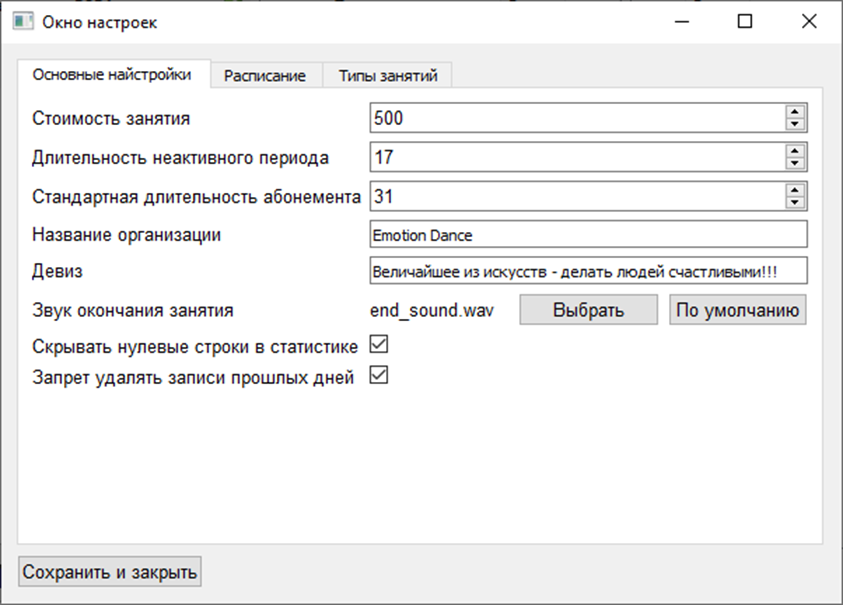 Окно настроек
Основные найстройки Расписание Типы занятий
Стоимость занятия 500
Длительность неактивного периода 17
Стандартная длительность абонемента 31
Название организации Emotion Dance
Девиз Величайшее из искусств - делать людей счастливыми!!!
Звук окончания занятия end_sound.wav Выбрать По умолчанию
Скрывать нулевые строки в статистике
Запрет удалять записи прошлых дней
Сохранить и закрыть